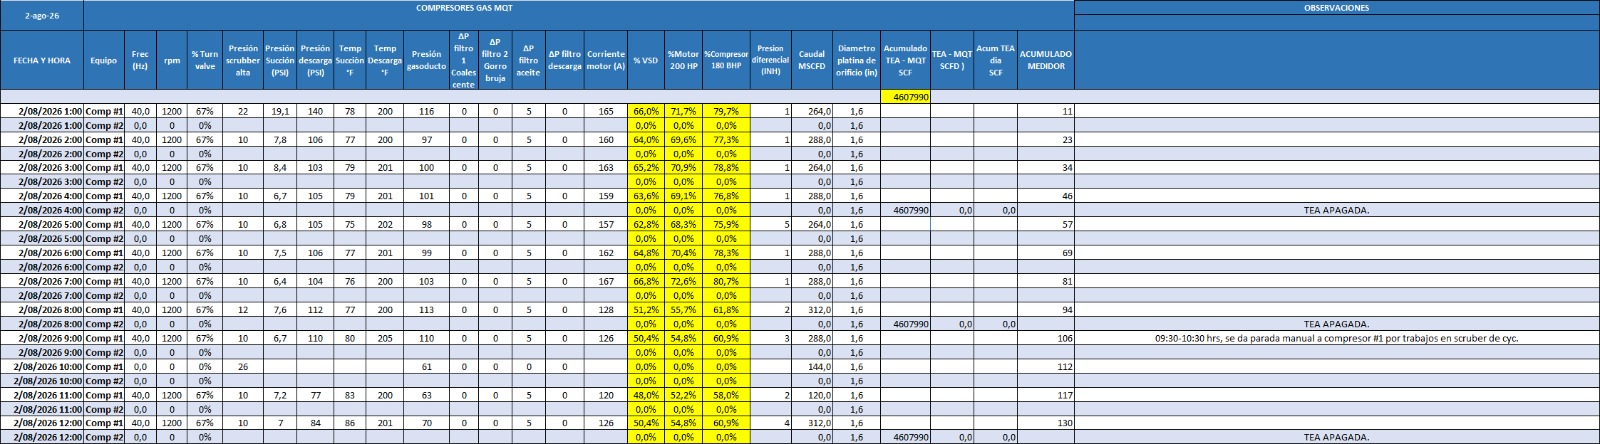 2-ago-26 COMPRESORES GAS MQT OBSERVACIONES
FECHA Y HORA Equipo Frec (Hz) rpm % Turn valve Presión scrubber alta Presión Succión (PSI) Presión descarga (PSI) Temp Succión °F Temp Descarga °F Presión gasoducto ΔP filtro 1 Coales cente ΔP filtro 2 Gorro bruja ΔP filtro aceite ΔP filtro descarga Corriente motor (A) % VSD %Motor 200 HP %Compresor 180 BHP Presion diferencial (INH) Caudal MSCFD Diametro platina de orificio (in) Acumulado TEA - MQT SCF TEA - MQT SCFD ) Acum TEA dia SCF ACUMULADO MEDIDOR
4607990
2/08/2026 1:00 Comp #1 40,0 1200 67% 22 19,1 140 78 200 116 0 0 5 0 165 66,0% 71,7% 79,7% 1 264,0 1,6 11
2/08/2026 1:00 Comp #2 0,0 0 0% 0,0% 0,0% 0,0% 0,0 1,6
2/08/2026 2:00 Comp #1 40,0 1200 67% 10 7,8 106 77 200 97 0 0 5 0 160 64,0% 69,6% 77,3% 1 288,0 1,6 23
2/08/2026 2:00 Comp #2 0,0 0 0% 0,0% 0,0% 0,0% 0,0 1,6
2/08/2026 3:00 Comp #1 40,0 1200 67% 10 8,4 103 79 201 100 0 0 5 0 163 65,2% 70,9% 78,8% 1 264,0 1,6 34
2/08/2026 3:00 Comp #2 0,0 0 0% 0,0% 0,0% 0,0% 0,0 1,6
2/08/2026 4:00 Comp #1 40,0 1200 67% 10 6,7 105 79 201 101 0 0 5 0 159 63,6% 69,1% 76,8% 1 288,0 1,6 46
2/08/2026 4:00 Comp #2 0,0 0 0% 0,0% 0,0% 0,0% 0,0 1,6 4607990 0,0 0,0 TEA APAGADA.
2/08/2026 5:00 Comp #1 40,0 1200 67% 10 6,8 105 75 202 98 0 0 5 0 157 62,8% 68,3% 75,9% 5 264,0 1,6 57
2/08/2026 5:00 Comp #2 0,0 0 0% 0,0% 0,0% 0,0% 0,0 1,6
2/08/2026 6:00 Comp #1 40,0 1200 67% 10 7,5 106 77 201 99 0 0 5 0 162 64,8% 70,4% 78,3% 1 288,0 1,6 69
2/08/2026 6:00 Comp #2 0,0 0 0% 0,0% 0,0% 0,0% 0,0 1,6
2/08/2026 7:00 Comp #1 40,0 1200 67% 10 6,4 104 76 200 103 0 0 5 0 167 66,8% 72,6% 80,7% 1 288,0 1,6 81
2/08/2026 7:00 Comp #2 0,0 0 0% 0,0% 0,0% 0,0% 0,0 1,6
2/08/2026 8:00 Comp #1 40,0 1200 67% 12 7,6 112 77 200 113 0 0 5 0 128 51,2% 55,7% 61,8% 2 312,0 1,6 94
2/08/2026 8:00 Comp #2 0,0 0 0% 0,0% 0,0% 0,0% 0,0 1,6 4607990 0,0 0,0 TEA APAGADA.
2/08/2026 9:00 Comp #1 40,0 1200 67% 10 6,7 110 80 205 110 0 0 5 0 126 50,4% 54,8% 60,9% 3 288,0 1,6 106 09:30-10:30 hrs, se da parada manual a compresor #1 por trabajos en scruber de cyc.
2/08/2026 9:00 Comp #2 0,0 0 0% 0,0% 0,0% 0,0% 0,0 1,6
2/08/2026 10:00 Comp #1 26 61 0 0 0 0,0% 0,0% 0,0% 144,0 1,6 112
2/08/2026 10:00 Comp #2 0,0 0 0% 0,0% 0,0% 0,0% 0,0 1,6
2/08/2026 11:00 Comp #1 40,0 1200 67% 10 7,2 77 83 200 63 0 0 5 0 120 48,0% 52,2% 58,0% 2 120,0 1,6 117
2/08/2026 11:00 Comp #2 0,0 0 0% 0,0% 0,0% 0,0% 0,0 1,6
2/08/2026 12:00 Comp #1 40,0 1200 67% 10 7 84 86 201 70 0 0 5 0 126 50,4% 54,8% 60,9% 4 312,0 1,6 130
2/08/2026 12:00 Comp #2 0,0 0 0% 0,0% 0,0% 0,0% 0,0 1,6 4607990 0,0 0,0 TEA APAGADA.